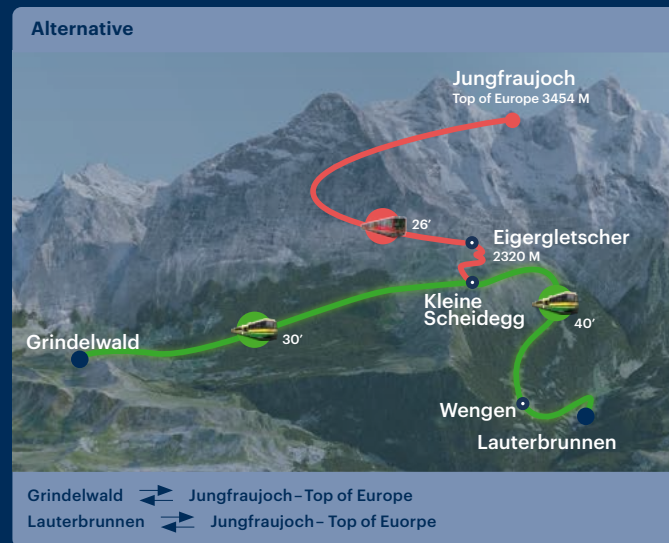 Alternative
Jungfraujoch
Top of Europe 3454 M
26’
Eigergletscher
2320 M
Kleine
Scheidegg
40’
Grindelwald
30’
Wengen
Lauterbrunnen
Grindelwald Jungfraujoch – Top of Europe
Lauterbrunnen Jungfraujoch – Top of Euorpe